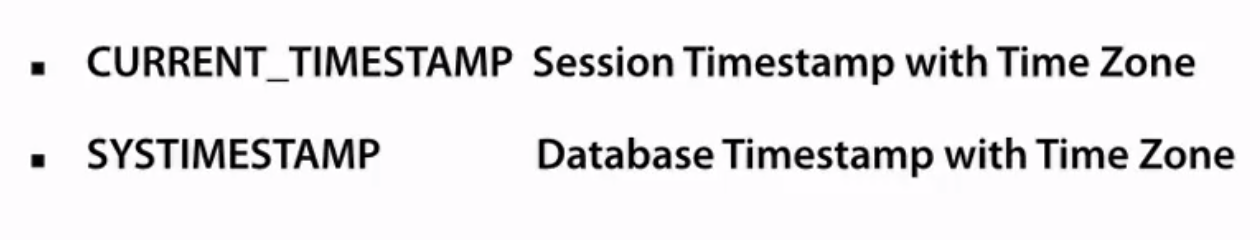 ▪ CURRENT_TIMESTAMP Session Timestamp with Time Zone
▪ SYSTIMESTAMP Database Timestamp with Time Zone